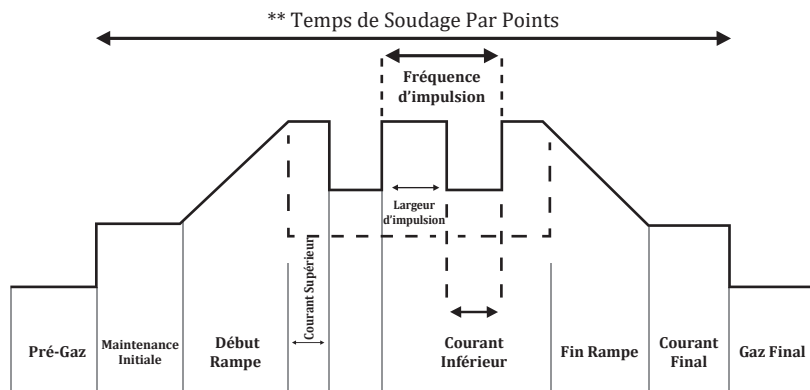 ** Temps de Soudage Par Points
Fréquence
d'impulsion
Largeur
d'impulsion
Courant Supérieur
Pré-Gaz
Maintenance
Initiale
Début
Rampe
Courant
Inférieur
Fin Rampe
Courant
Final
Gaz Final